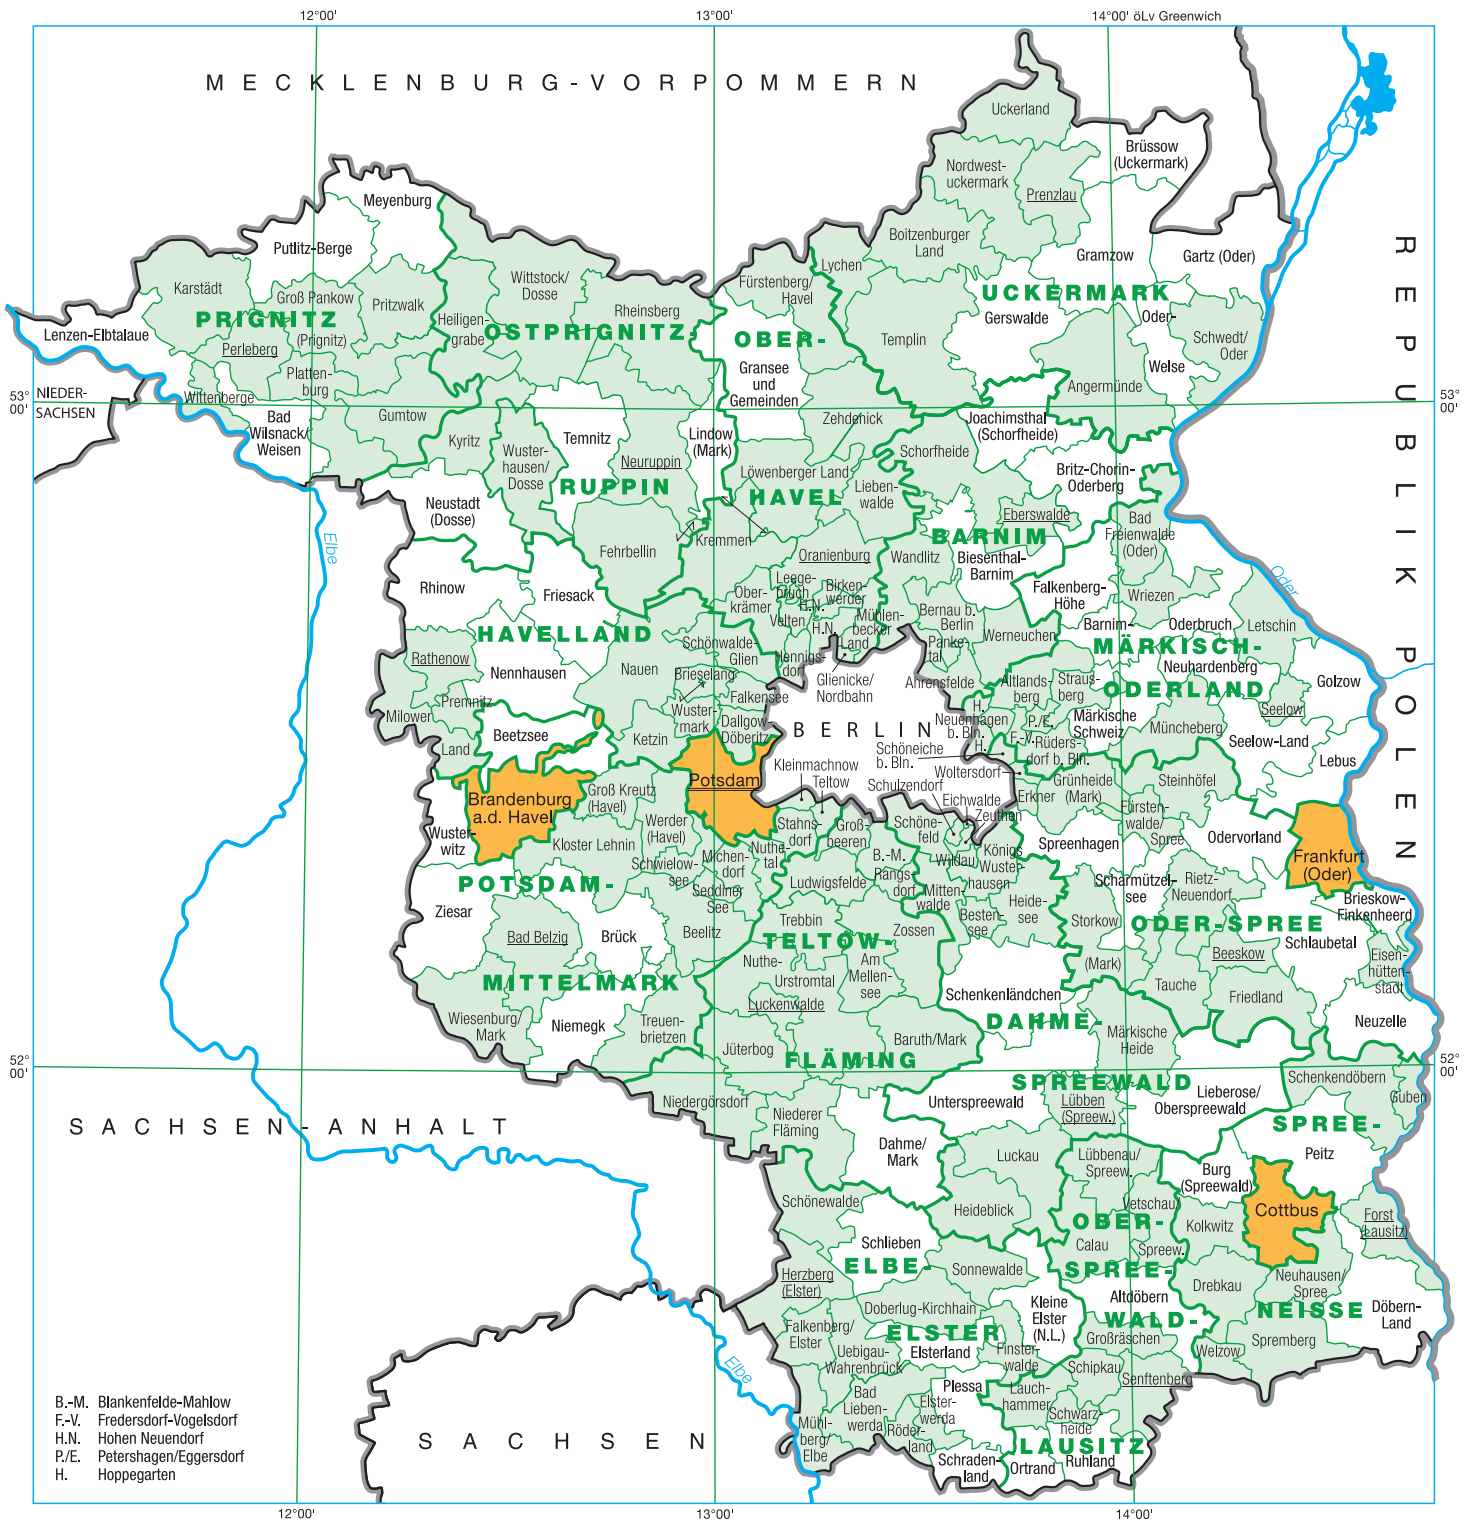 12°00'
13°00'
14°00' öLv Greenwich
MECKLENBURG-VORPOMMERN
Uckerland
Brüssow
(Uckermark)
Nordwest-
uckermark
Prenzlau
Meyenburg
Putlitz-Berge
Boitzenburger
Land
Gramzow
Gartz (Oder)
Lychen
REPUBLIK POLEN
Karstädt
Groß Pankow
(Prignitz)
Pritzwalk
Wittstock/
Dosse
Rheinsberg
Fürstenberg/
Havel
UCKERMARK
PRIGNITZ
Heiligen-
grabe
OSTPRIGNITZ-
OBER-
Gerswalde
Oder-
Welse
Schwedt/
Oder
Lenzen-Elbtalaue
Perleberg
Templin
Platten-
burg
Gransee
und
Gemeinden
Angermünde
NIEDER-
SACHSEN
53°
00'
53°
00'
Wittenberge
Bad
Wilsnack/
Weisen
Gumtow
Kyritz
Temnitz
Lindow
(Mark)
Zehdenick
Joachimsthal
(Schorfheide)
Wuster-
hausen/
Dosse
Neuruppin
Schorfheide
Löwenberger Land
Lieben-
walde
Britz-Chorin-
Oderberg
RUPPIN
HAVEL
Neustadt
(Dosse)
Eberswalde
Bad
Freienwalde
(Oder)
BARNIM
Kremmen
Fehrbellin
Oranienburg
Wandlitz
Biesenthal-
Barnim
Elbe
Oder
Rhinow
Friesack
Ober-
krämer
Leege-
bruch
Birken-
werder
H.N.
Velten
H.N.
Mühlen-
becker
Land
Falkenberg-
Höhe
Wriezen
Bernau b.
Berlin
Barnim-
Oderbruch
Letschin
HAVELLAND
Schönwalde-
Glien
Werneuchen
MÄRKISCH-
Panke-
tal
Rathenow
Nennhausen
Nauen
Brieselang
Hennigs-
dorf
Glienicke/
Nordbahn
Ahrensfelde
Neuhardenberg
Golzow
Altlands-
berg
Straus-
berg
ODERLAND
Premnitz
Falkensee
Seelow
Milower
Land
Wuster-
mark
Dallgow-
Döberitz
BERLIN
H.
Neuenhagen
b. Bln.
P./E.
Märkische
Schweiz
Müncheberg
Beetzsee
Ketzin
F.-V.
H.
Rüders-
dorf b. Bln.
Seelow-Land
Schöneiche
b. Bln.
Lebus
Kleinmachnow
Teltow
Woltersdorf
Schulzendorf
Grünheide
(Mark)
Steinhöfel
Potsdam
Brandenburg
a.d. Havel
Groß Kreutz
(Havel)
Erkner
Eichwalde
Zeuthen
Fürsten-
walde/
Spree
Werder
(Havel)
Stahns-
dorf
Groß-
beeren
Schöne-
feld
Wuster-
witz
Kloster Lehnin
Odervorland
Spreenhagen
Frankfurt
(Oder)
Nuthe-
tal
Michen-
dorf
Schwielow-
see
B.-M.
Rangs-
dorf
Wildau
Königs
Wuster-
hausen
POTSDAM-
Ludwigsfelde
Scharmützel-
see
Rietz-
Neuendorf
Seddiner
See
Mitten-
walde
Heide-
see
Brieskow-
Finkenheerd
Ziesar
Trebbin
Besten-
see
Storkow
(Mark)
ODER-SPREE
Bad Belzig
Brück
Beelitz
Zossen
TELTOW-
Schlaubetal
Beeskow
Eisen-
hütten-
stadt
Nuthe-
Urstromtal
Am
Mellen-
see
MITTELMARK
Luckenwalde
Schenkenländchen
Tauche
Friedland
DAHME-
Wiesenburg/
Mark
Niemegk
Treuen-
brietzen
Neuzelle
Märkische
Heide
Jüterbog
Baruth/Mark
FLÄMING
52°
00'
52°
00'
SPREEWALD
Schenkendöbern
Guben
Niedergörsdorf
Niederer
Fläming
Unterspreewald
Lübben
(Spreew.)
Lieberose/
Oberspreewald
SACHSEN-ANHALT
SPREE-
Dahme/
Mark
Luckau
Lübbenau/
Spreew.
Peitz
Burg
(Spreewald)
Schönewalde
Heideblick
Vetschau
Spreew.
Cottbus
Forst
(Lausitz)
OBER-
Kolkwitz
Schlieben
Calau
ELBE-
Sonnewalde
SPREE-
Herzberg
(Elster)
Drebkau
Neuhausen/
Spree
Altdöbern
Doberlug-Kirchhain
Kleine
Elster
(N.L.)
NEISSE
Döbern-
Land
WALD-
Falkenberg/
Elster
ELSTER
Großräschen
Spremberg
Uebigau-
Wahrenbrück
Elsterland
Finster-
walde
Welzow
Schipkau
Senftenberg
Elbe
Plessa
Lauch-
hammer
Bad
Lieben-
werda
Elster-
werda
Schwarz-
heide
Mühl-
berg/
Elbe
Röder-
land
LAUSITZ
Schraden-
land
Ortrand
Ruhland
SACHSEN
B.-M. Blankenfelde-Mahlow
F.-V. Fredersdorf-Vogelsdorf
H.N. Hohen Neuendorf
P./E. Petershagen/Eggersdorf
H. Hoppegarten
12°00'
13°00'
14°00'